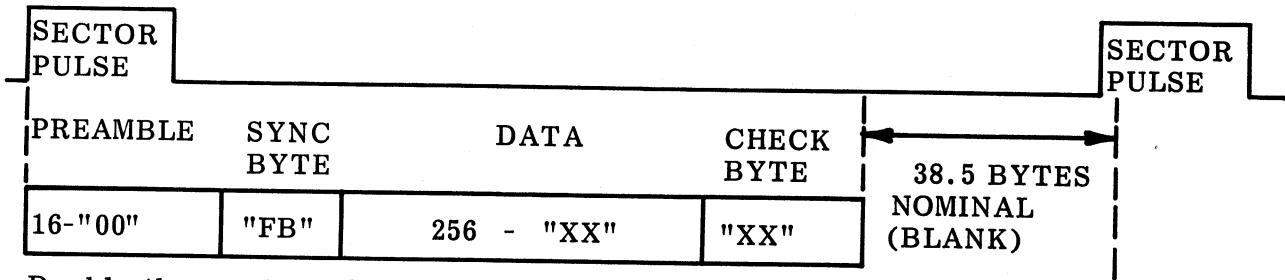 SECTOR
PULSE
SECTOR
PULSE
PREAMBLE
SYNC
BYTE
DATA
CHECK
BYTE
38.5 BYTES
NOMINAL
(BLANK)
16-"00"
"FB"
256 - "XX"
"XX"